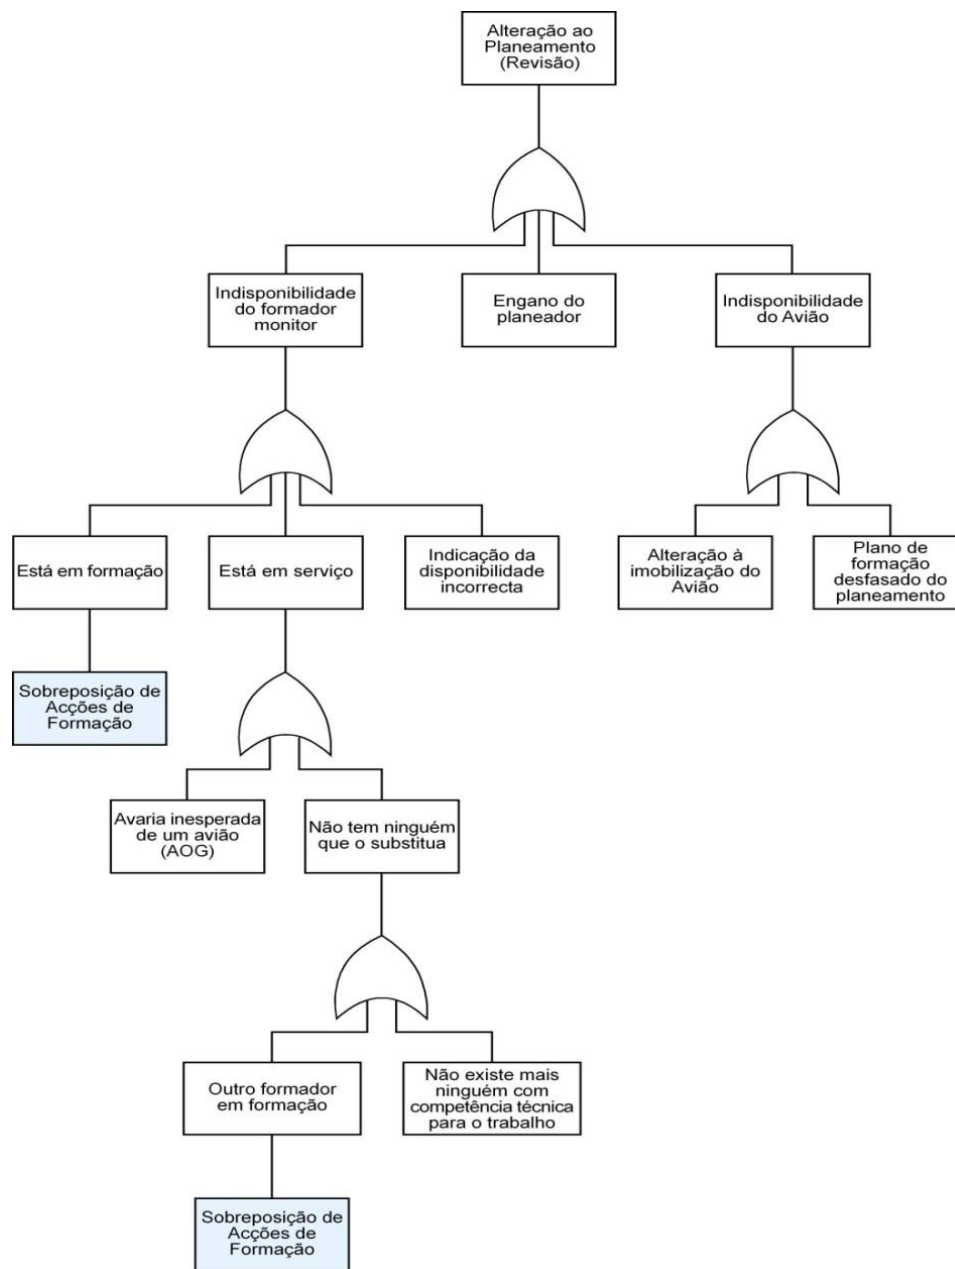 Alteração ao
Planeamento
(Revisão)
Indisponibilidade
do formador
monitor
Engano do
planeador
Indisponibilidade
do Avião
Está em formação
Está em serviço
Indicação da
disponibilidade
incorrecta
Alteração à
imobilização do
Avião
Plano de
formação
desfasado do
planeamento
Sobreposição de
Acções de
Formação
Avaria inesperada
de um avião
(AOG)
Não tem ninguém
que o substitua
Outro formador
em formação
Não existe mais
ninguém com
competência técnica
para o trabalho
Sobreposição de
Acções de
Formação